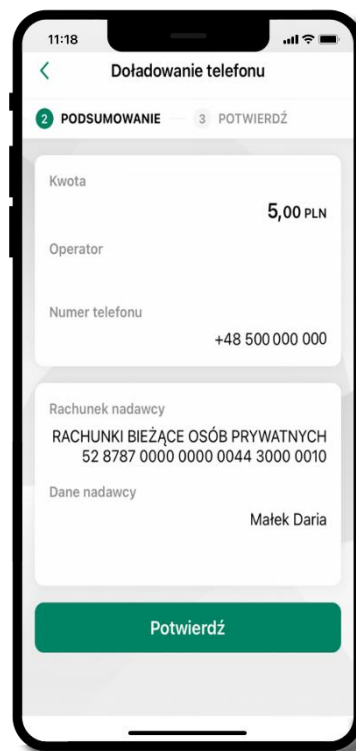 11:18
Doładowanie telefonu
2 PODSUMOWANIE 3 POTWIERDŹ
Kwota
5,00 PLN
Operator
Numer telefonu
+48 500 000 000
Rachunek nadawcy
RACHUNKI BIEŻĄCE OSÓB PRYWATNYCH
52 8787 0000 0000 0044 3000 0010
Dane nadawcy
Małek Daria
Potwierdź